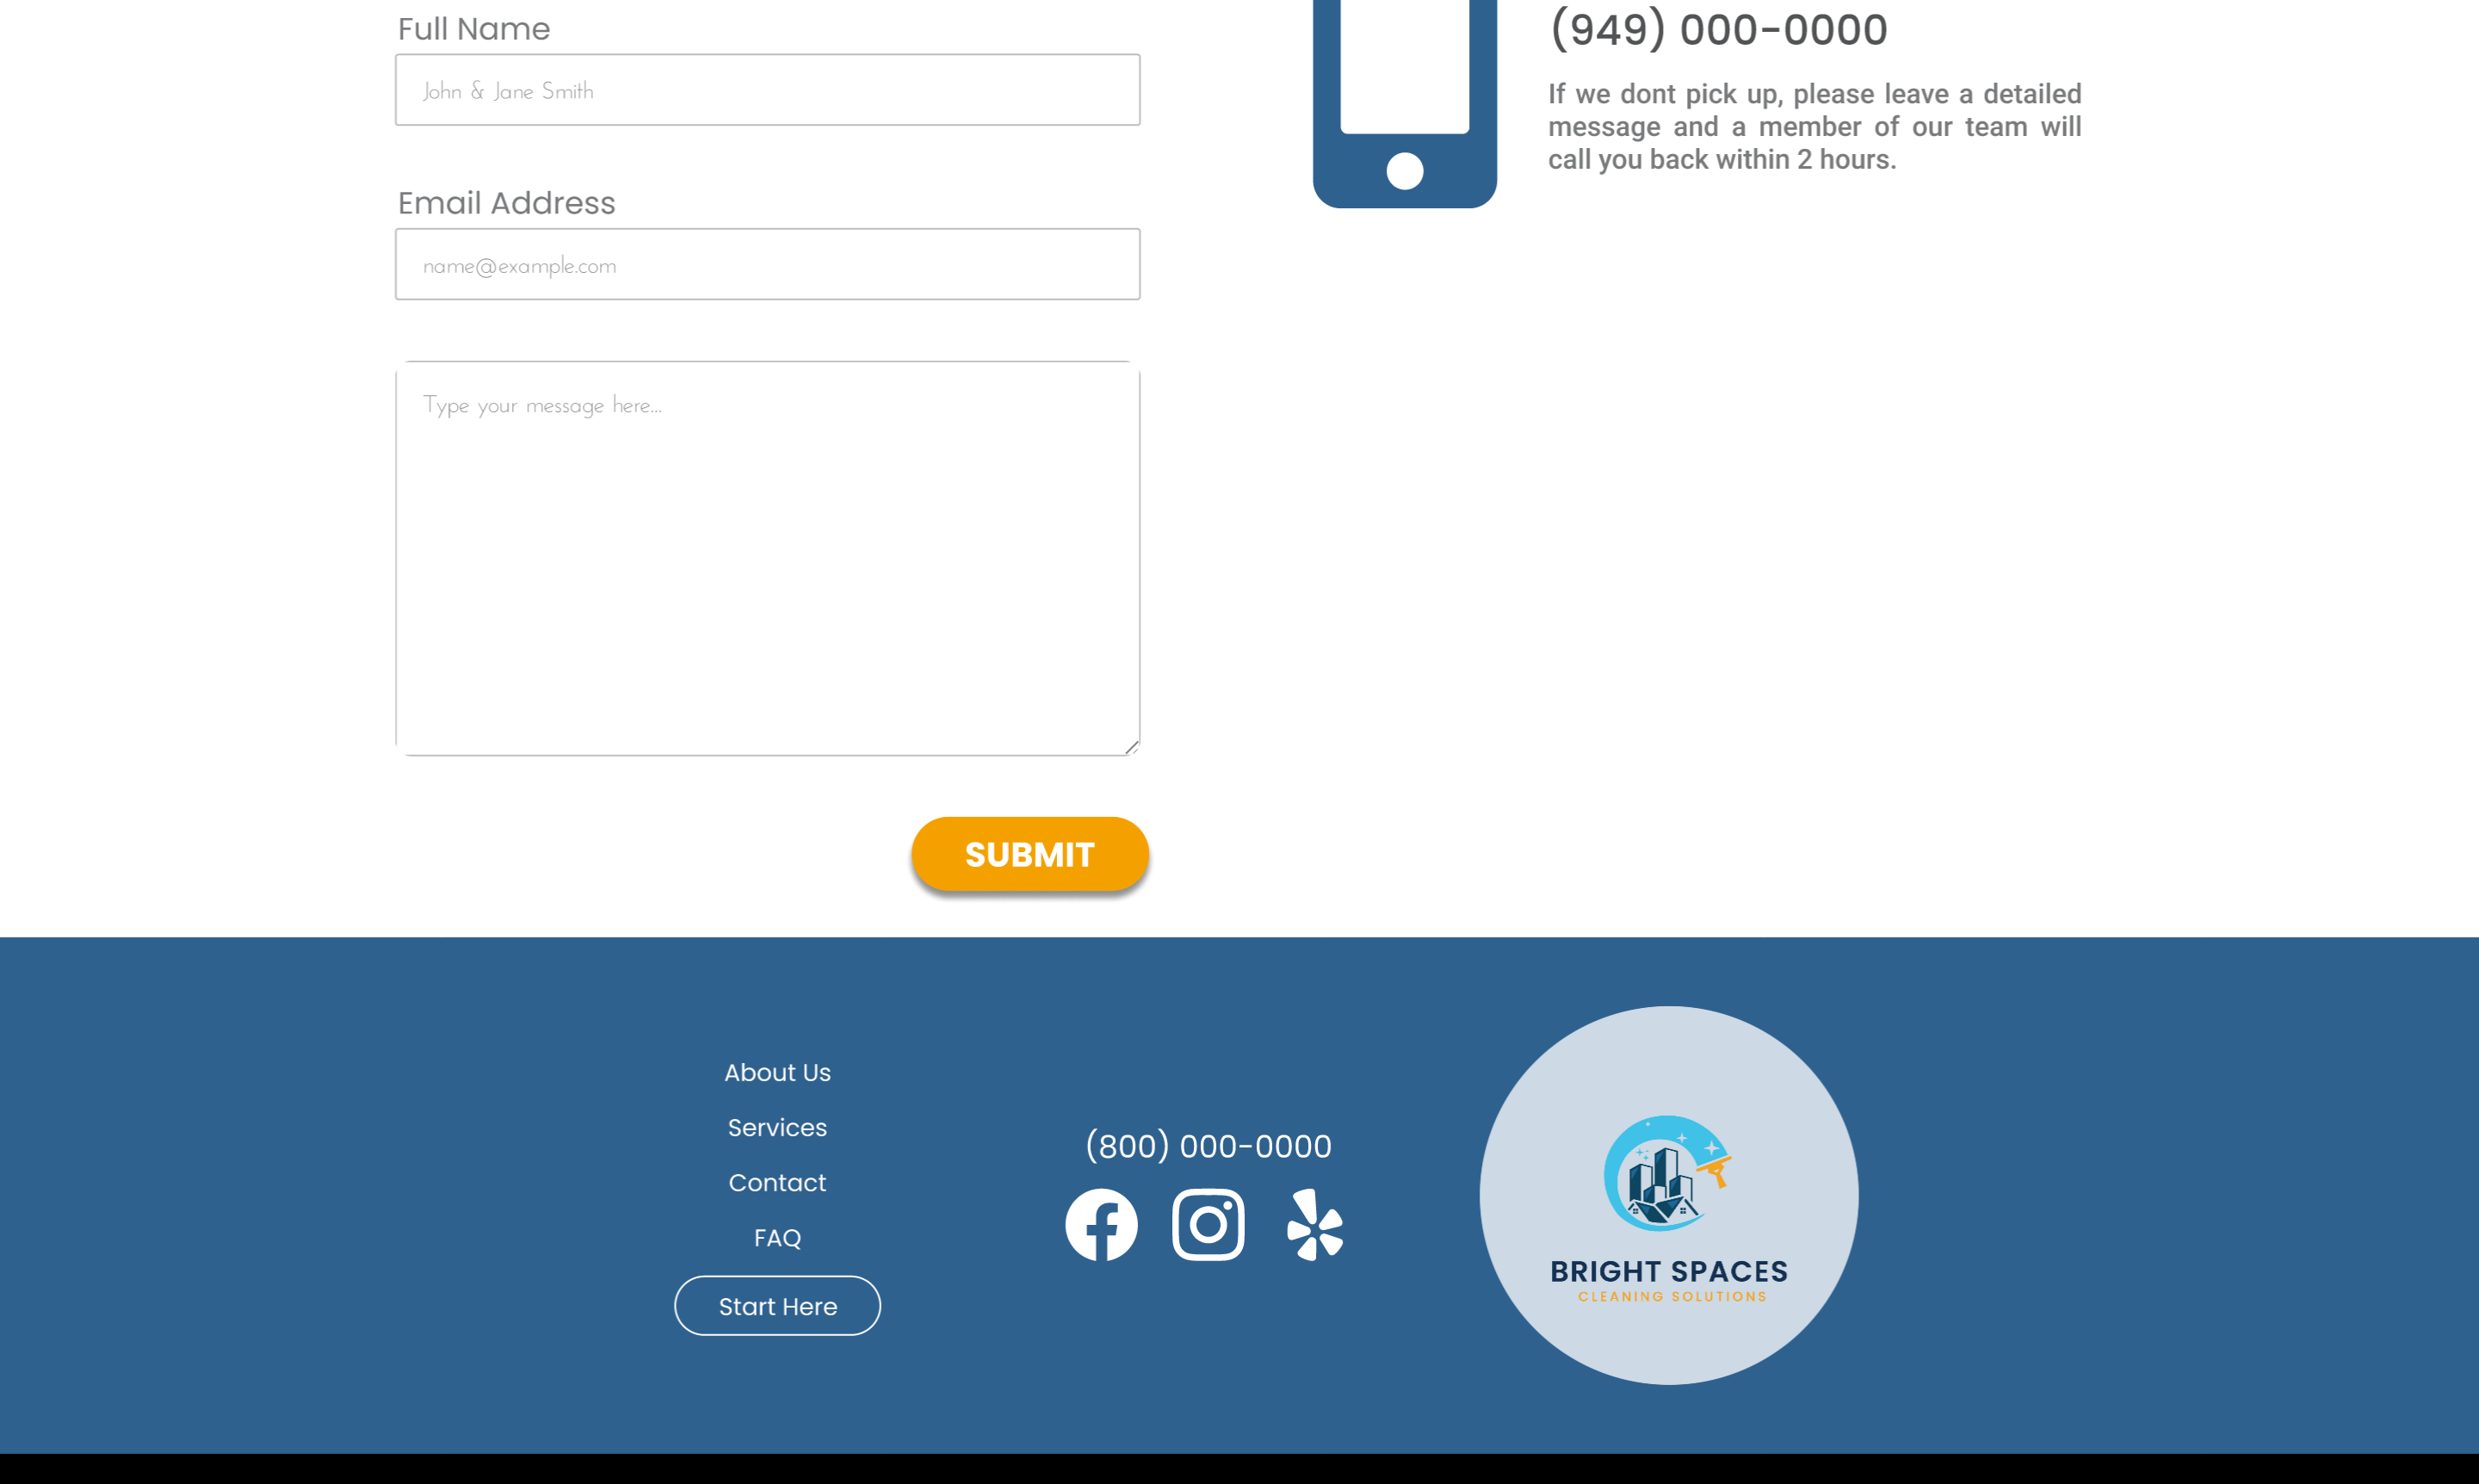 Full Name
John & Jane Smith
Email Address
name@example.com
Type your message here...
SUBMIT
(949) 000-0000
If we dont pick up, please leave a detailed
message and a member of our team will
call you back within 2 hours.
About Us
Services
Contact
FAQ
Start Here
(800) 000-0000
BRIGHT SPACES
CLEANING SOLUTIONS